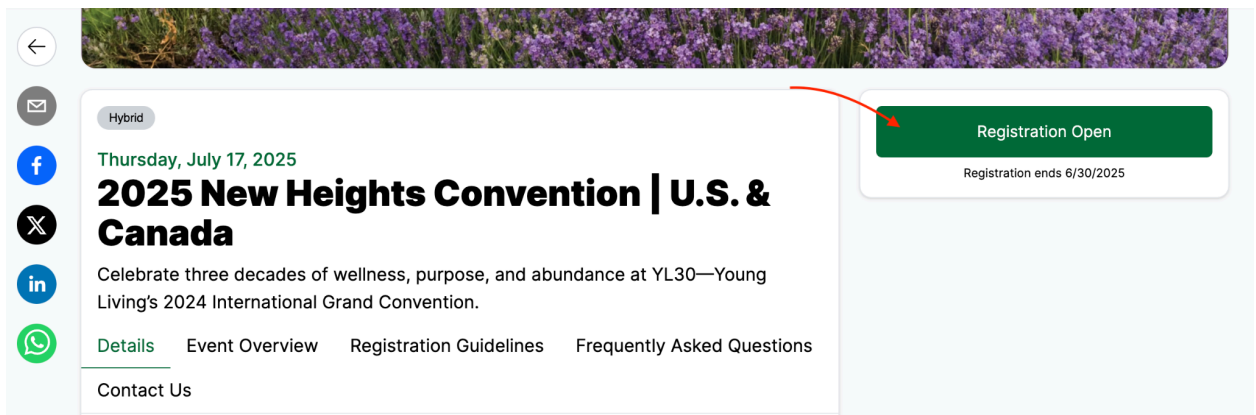 Hybrid
Thursday, July 17, 2025
2025 New Heights Convention | U.S. &
Canada
Celebrate three decades of wellness, purpose, and abundance at YL30—Young
Living's 2024 International Grand Convention.
Details Event Overview Registration Guidelines Frequently Asked Questions
Contact Us
Registration Open
Registration ends 6/30/2025